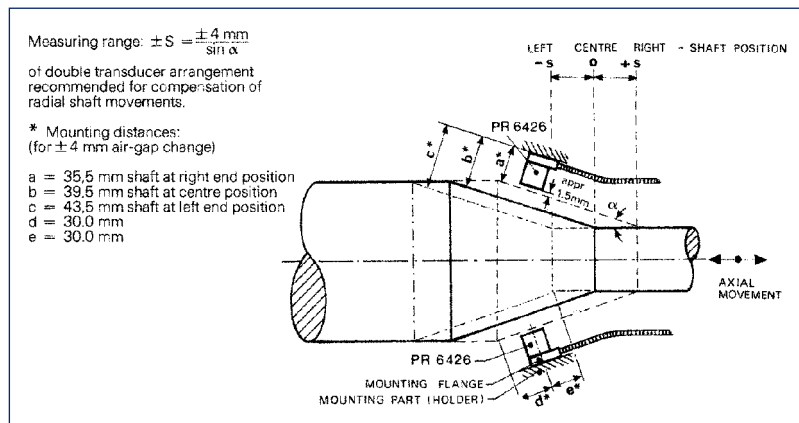 Measuring range: ±S = ±4 mm / sin α
of double transducer arrangement
recommended for compensation of
radial shaft movements.
* Mounting distances:
(for ±4 mm air-gap change)
a = 35,5 mm shaft at right end position
b = 39,5 mm shaft at centre position
c = 43,5 mm shaft at left end position
d = 30.0 mm
e = 30.0 mm
LEFT CENTRE RIGHT - SHAFT POSITION
-S 0 +S
PR 6426
c* b* a*
appr
1.5mm
α
AXIAL
MOVEMENT
PR 6426
MOUNTING FLANGE
MOUNTING PART (HOLDER)
d* e*